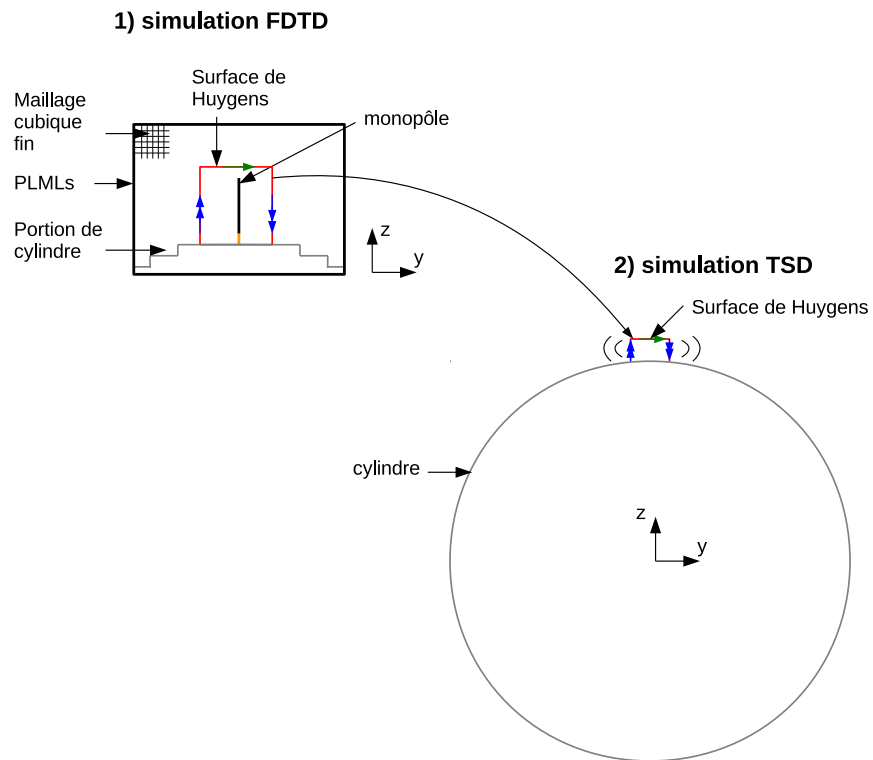 1) simulation FDTD
Surface de
Huygens
Maillage
cubique
fin
monopôle
PLMLs
Portion de
cylindre
z
y
2) simulation TSD
Surface de Huygens
cylindre
z
y